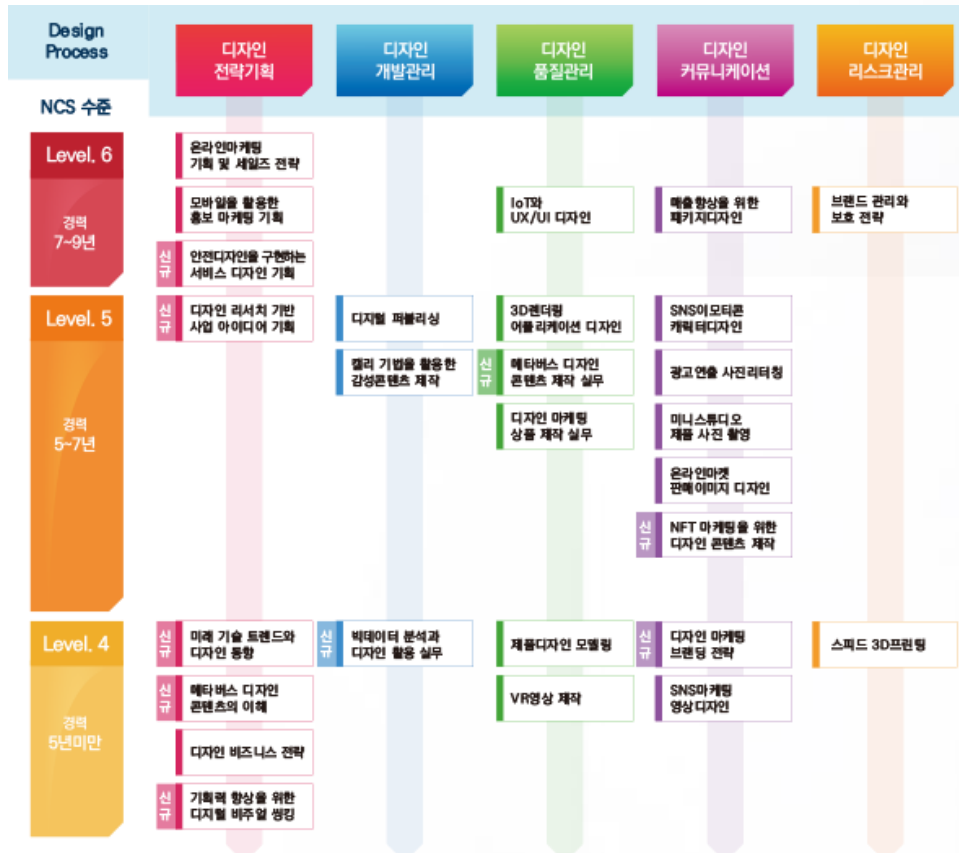 Design
Process
디자인
전략기획
디자인
개발관리
디자인
품질관리
디자인
커뮤니케이션
디자인
리스크관리
NCS 수준
Level. 6
경력
7~9년
온라인마케팅
기획 및 세일즈 전략
모바일을 활용한
홍보 마케팅 기획
신규
안전디자인을 구현하는
서비스 디자인 기획
IoT와
UX/UI 디자인
매출향상을 위한
패키지디자인
브랜드 관리와
보호 전략
Level. 5
경력
5~7년
신규
디자인 리서치 기반
사업 아이디어 기획
디지털 퍼블리싱
캘리 기법을 활용한
감성콘텐츠 제작
3D렌더링
어플리케이션 디자인
신규
메타버스 디자인
콘텐츠 제작 실무
디자인 마케팅
상품 제작 실무
SNS이모티콘
캐릭터디자인
광고연출 사진리터칭
미니스튜디오
제품 사진 촬영
온라인마켓
판매이미지 디자인
신규
NFT 마케팅을 위한
디자인 콘텐츠 제작
Level. 4
경력
5년미만
신규
미래 기술 트렌드와
디자인 동향
신규
메타버스 디자인
콘텐츠의 이해
디자인 비즈니스 전략
신규
기획력 향상을 위한
디지털 비주얼 씽킹
신규
빅데이터 분석과
디자인 활용 실무
제품디자인 모델링
VR영상 제작
신규
디자인 마케팅
브랜딩 전략
SNS마케팅
영상디자인
스피드 3D프린팅